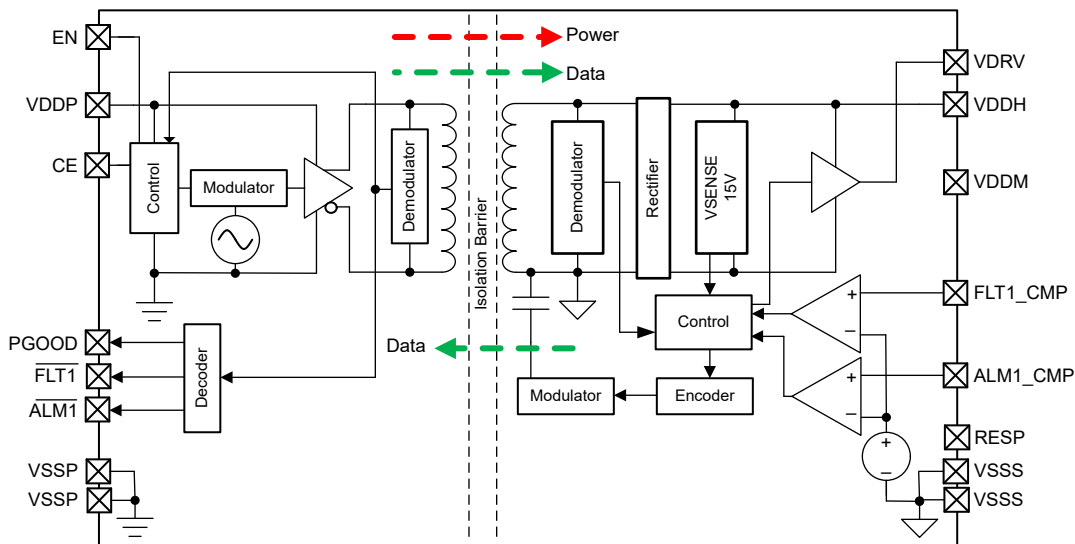 EN
VDDP
CE
PGOOD
FLT1
ALM1
VSSP
VSSP
Control
Modulator
Demodulator
Decoder
Power
Data
Isolation Barrier
Data
Demodulator
Rectifier
VSENSE
15V
Control
Modulator
Encoder
+
−
+
−
+
−
VDRV
VDDH
VDDM
FLT1_CMP
ALM1_CMP
RESP
VSSS
VSSS